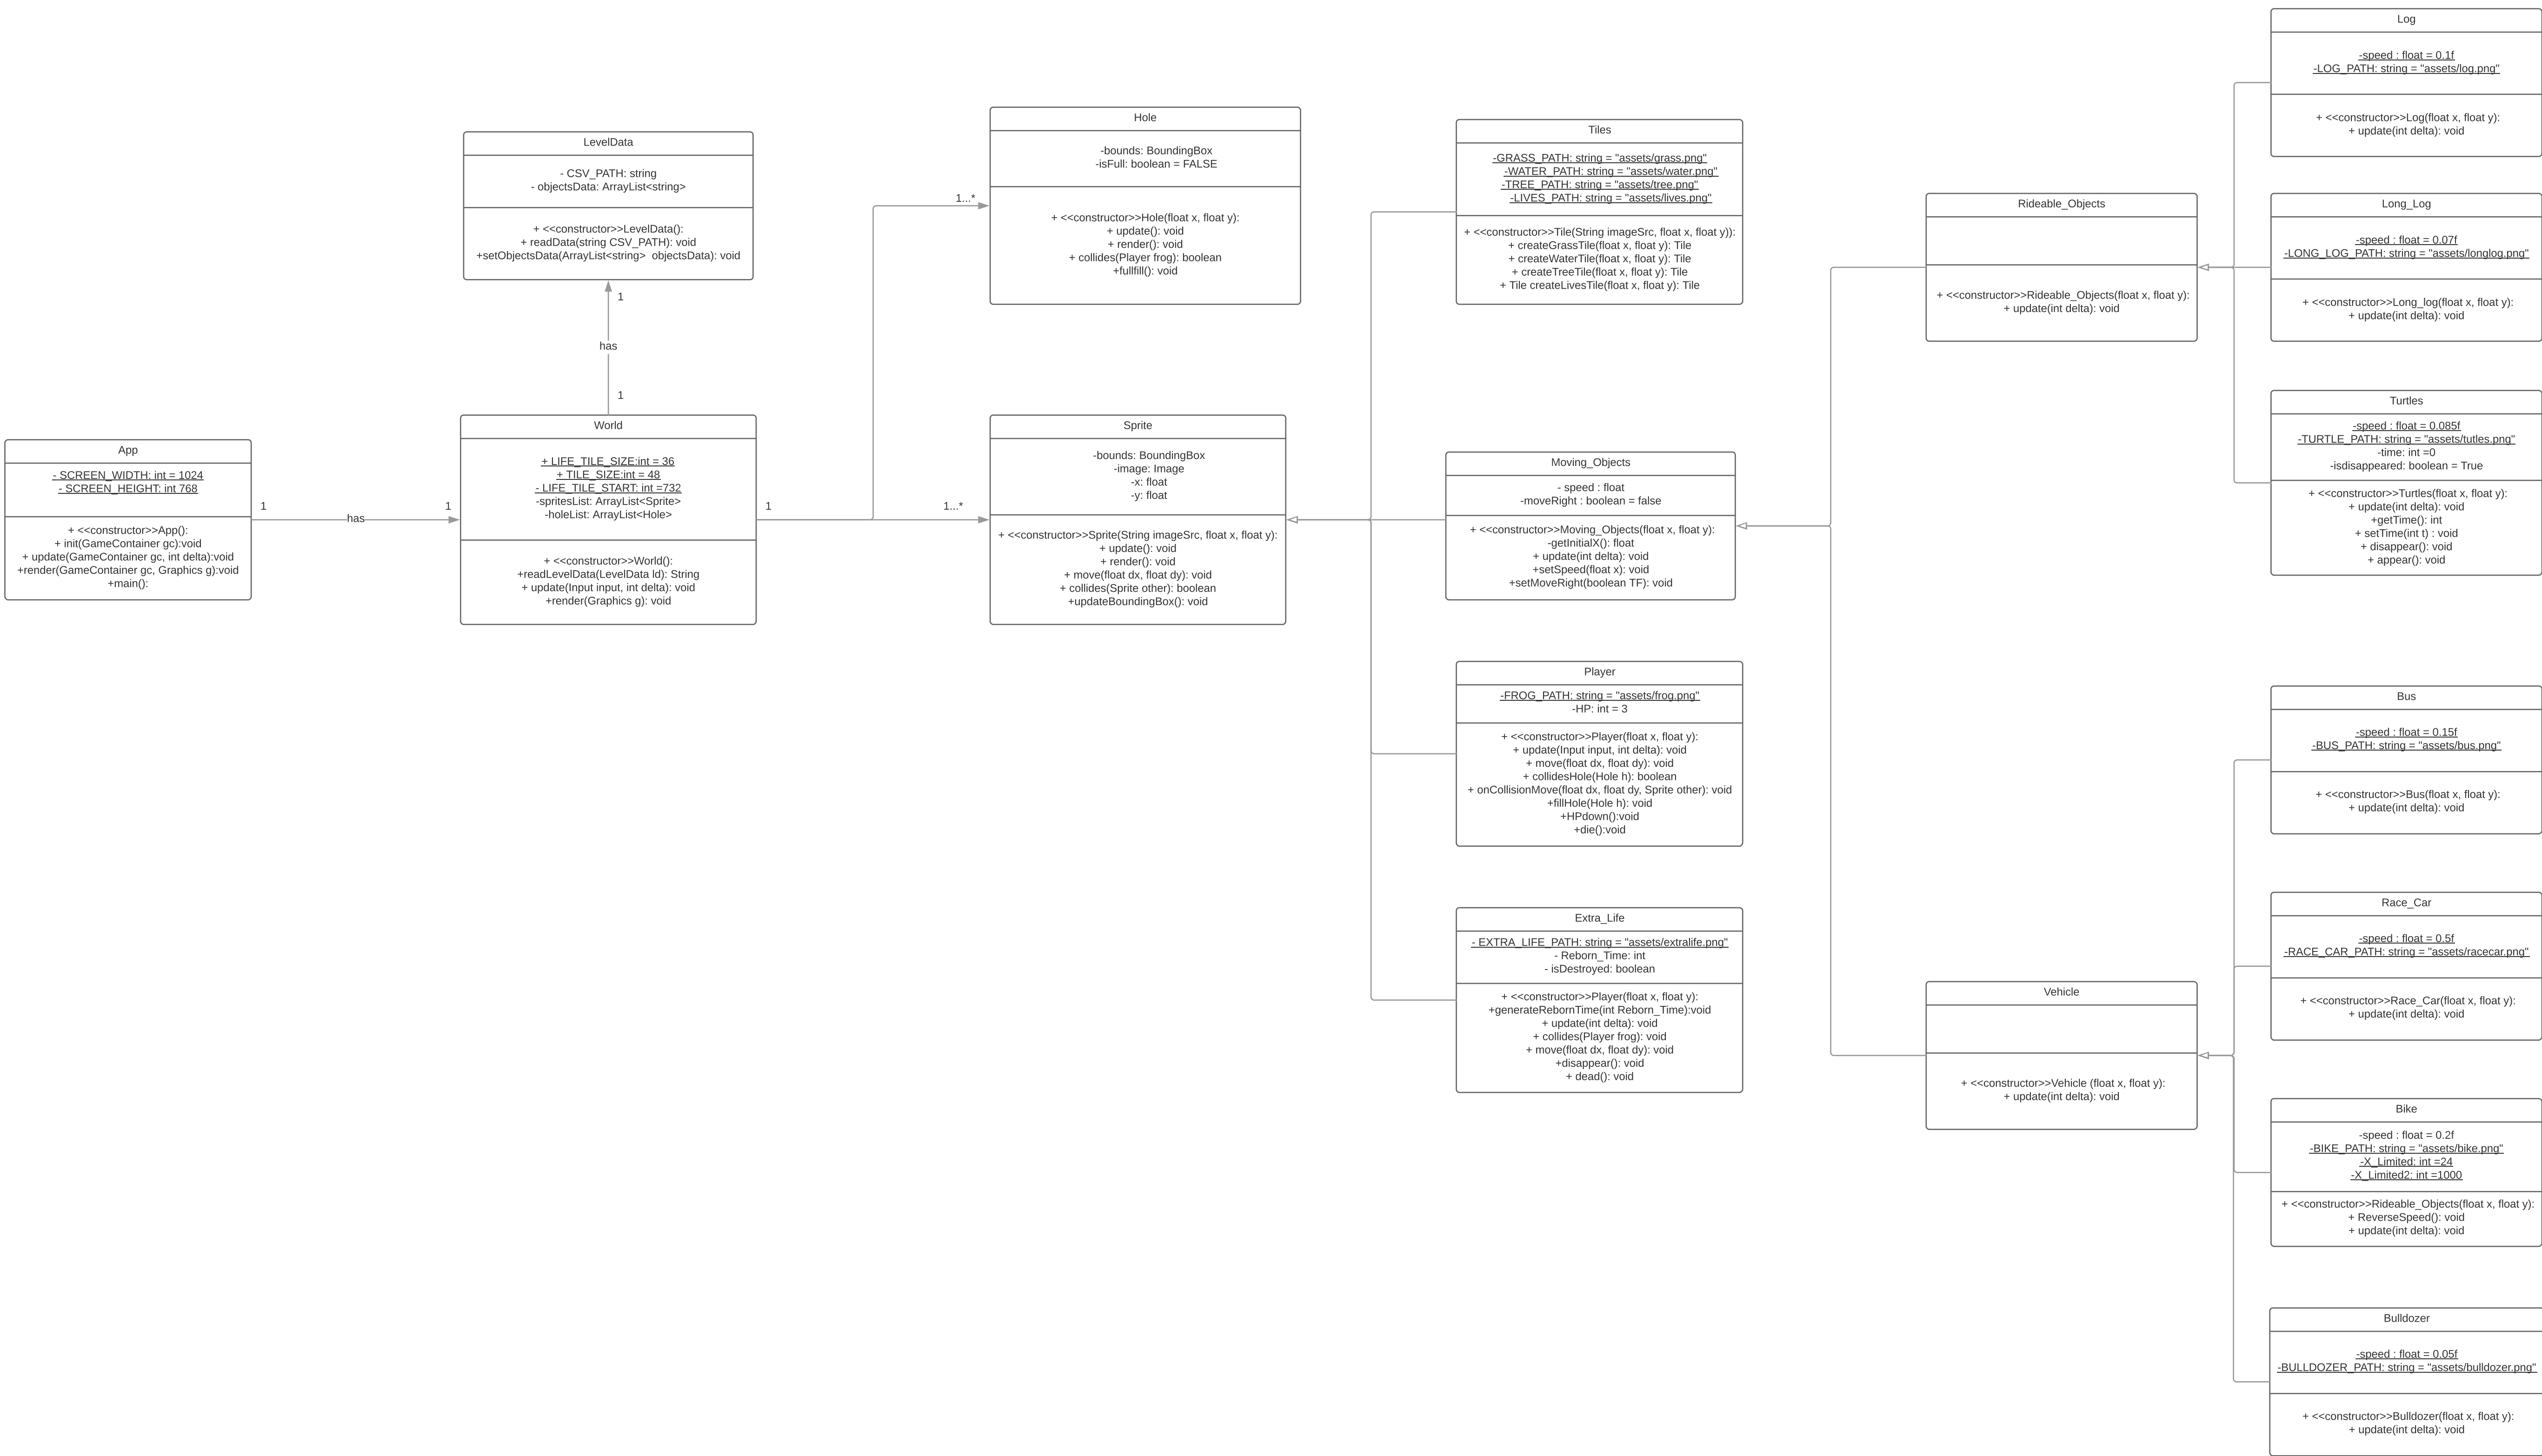 App
- SCREEN_WIDTH: int = 1024
- SCREEN_HEIGHT: int 768
+ <<constructor>>App():
+ init(GameContainer gc):void
+ update(GameContainer gc, int delta):void
+render(GameContainer gc, Graphics g):void
+main():
1
has
1
LevelData
- CSV_PATH: string
- objectsData: ArrayList<string>
+ <<constructor>>LevelData():
+ readData(string CSV_PATH): void
+setObjectsData(ArrayList<string>  objectsData): void
1
has
1
World
+ LIFE_TILE_SIZE:int = 36
+ TILE_SIZE:int = 48
- LIFE_TILE_START: int =732
-spritesList: ArrayList<Sprite>
-holeList: ArrayList<Hole>
+ <<constructor>>World():
+readLevelData(LevelData ld): String
+ update(Input input, int delta): void
+render(Graphics g): void
1
1...*
1...*
Hole
-bounds: BoundingBox
-isFull: boolean = FALSE
+ <<constructor>>Hole(float x, float y):
+ update(): void
+ render(): void
+ collides(Player frog): boolean
+fullfill(): void
Sprite
-bounds: BoundingBox
-image: Image
-x: float
-y: float
+ <<constructor>>Sprite(String imageSrc, float x, float y):
+ update(): void
+ render(): void
+ move(float dx, float dy): void
+ collides(Sprite other): boolean
+updateBoundingBox(): void
Tiles
-GRASS_PATH: string = "assets/grass.png"
-WATER_PATH: string = "assets/water.png"
-TREE_PATH: string = "assets/tree.png"
-LIVES_PATH: string = "assets/lives.png"
+ <<constructor>>Tile(String imageSrc, float x, float y)):
+ createGrassTile(float x, float y): Tile
+ createWaterTile(float x, float y): Tile
+ createTreeTile(float x, float y): Tile
+ Tile createLivesTile(float x, float y): Tile
Moving_Objects
- speed : float
-moveRight : boolean = false
+ <<constructor>>Moving_Objects(float x, float y):
-getInitialX(): float
+ update(int delta): void
+setSpeed(float x): void
+setMoveRight(boolean TF): void
Player
-FROG_PATH: string = "assets/frog.png"
-HP: int = 3
+ <<constructor>>Player(float x, float y):
+ update(Input input, int delta): void
+ move(float dx, float dy): void
+ collidesHole(Hole h): boolean
+ onCollisionMove(float dx, float dy, Sprite other): void
+fillHole(Hole h): void
+HPdown():void
+die():void
Extra_Life
- EXTRA_LIFE_PATH: string = "assets/extralife.png"
- Reborn_Time: int
- isDestroyed: boolean
+ <<constructor>>Player(float x, float y):
+generateRebornTime(int Reborn_Time):void
+ update(int delta): void
+ collides(Player frog): void
+ move(float dx, float dy): void
+disappear(): void
+ dead(): void
Rideable_Objects
+ <<constructor>>Rideable_Objects(float x, float y):
+ update(int delta): void
Vehicle
+ <<constructor>>Vehicle (float x, float y):
+ update(int delta): void
Log
-speed : float = 0.1f
-LOG_PATH: string = "assets/log.png"
+ <<constructor>>Log(float x, float y):
+ update(int delta): void
Long_Log
-speed : float = 0.07f
-LONG_LOG_PATH: string = "assets/longlog.png"
+ <<constructor>>Long_log(float x, float y):
+ update(int delta): void
Turtles
-speed : float = 0.085f
-TURTLE_PATH: string = "assets/tutles.png"
-time: int =0
-isdisappeared: boolean = True
+ <<constructor>>Turtles(float x, float y):
+ update(int delta): void
+getTime(): int
+ setTime(int t) : void
+ disappear(): void
+ appear(): void
Bus
-speed : float = 0.15f
-BUS_PATH: string = "assets/bus.png"
+ <<constructor>>Bus(float x, float y):
+ update(int delta): void
Race_Car
-speed : float = 0.5f
-RACE_CAR_PATH: string = "assets/racecar.png"
+ <<constructor>>Race_Car(float x, float y):
+ update(int delta): void
Bike
-speed : float = 0.2f
-BIKE_PATH: string = "assets/bike.png"
-X_Limited: int =24
-X_Limited2: int =1000
+ <<constructor>>Rideable_Objects(float x, float y):
+ ReverseSpeed(): void
+ update(int delta): void
Bulldozer
-speed : float = 0.05f
-BULLDOZER_PATH: string = "assets/bulldozer.png"
+ <<constructor>>Bulldozer(float x, float y):
+ update(int delta): void